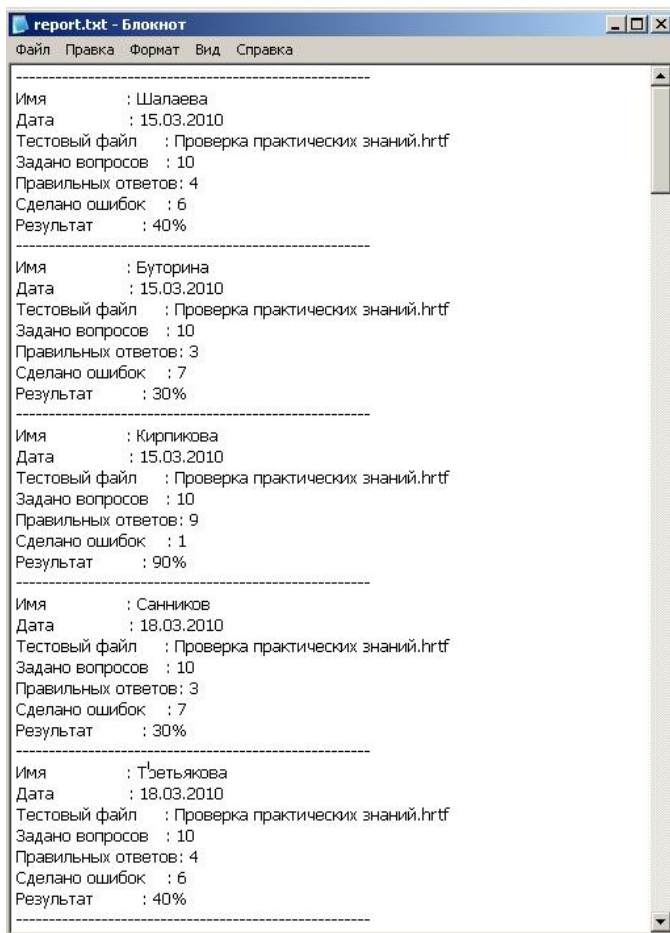 report.txt - Блокнот
Файл Правка Формат Вид Справка
-----------------------------------------------------
Имя : Шалаева
Дата : 15.03.2010
Тестовый файл : Проверка практических знаний.hrtf
Задано вопросов : 10
Правильных ответов: 4
Сделано ошибок : 6
Результат : 40%
-----------------------------------------------------
Имя : Буторина
Дата : 15.03.2010
Тестовый файл : Проверка практических знаний.hrtf
Задано вопросов : 10
Правильных ответов: 3
Сделано ошибок : 7
Результат : 30%
-----------------------------------------------------
Имя : Кирпикова
Дата : 15.03.2010
Тестовый файл : Проверка практических знаний.hrtf
Задано вопросов : 10
Правильных ответов: 9
Сделано ошибок : 1
Результат : 90%
-----------------------------------------------------
Имя : Санников
Дата : 18.03.2010
Тестовый файл : Проверка практических знаний.hrtf
Задано вопросов : 10
Правильных ответов: 3
Сделано ошибок : 7
Результат : 30%
-----------------------------------------------------
Имя : Третьякова
Дата : 18.03.2010
Тестовый файл : Проверка практических знаний.hrtf
Задано вопросов : 10
Правильных ответов: 4
Сделано ошибок : 6
Результат : 40%
-----------------------------------------------------